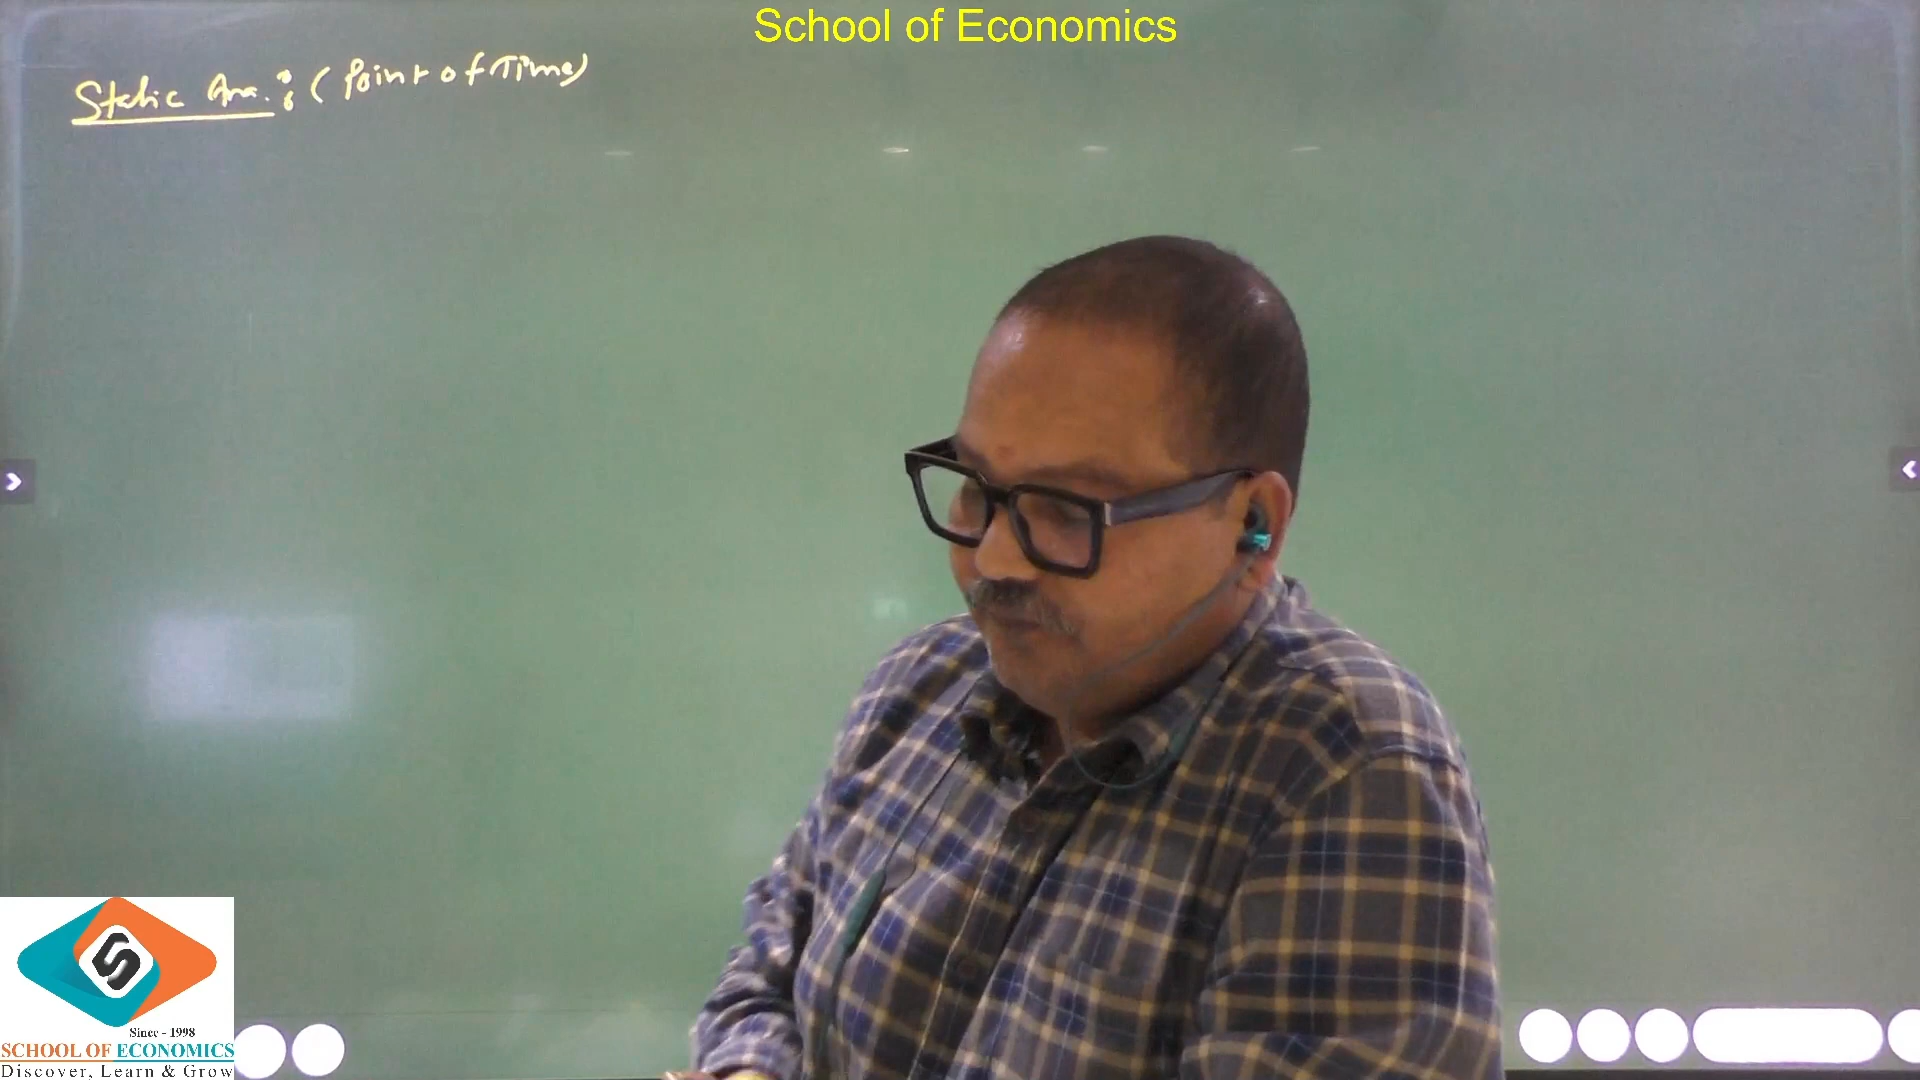 School of Economics
Static Ana. : (Point of Time)
Since - 1998
SCHOOL OF ECONOMICS
Discover, Learn & Grow